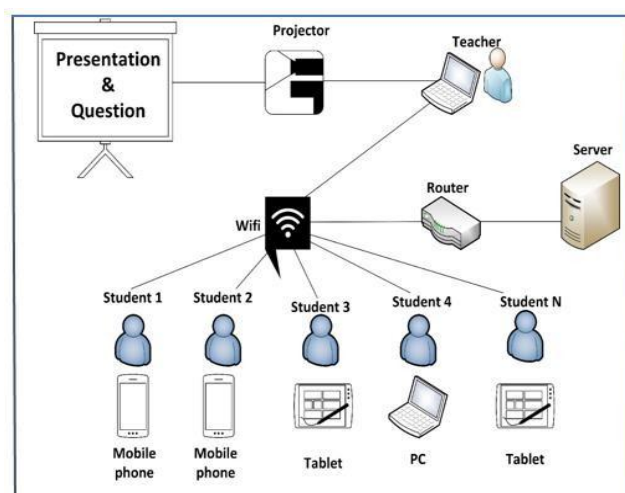 Projector
Teacher
Presentation
&
Question
Server
Router
Wifi
Student 1
Student 2
Student 3
Student 4
Student N
Mobile
phone
Mobile
phone
Tablet
PC
Tablet